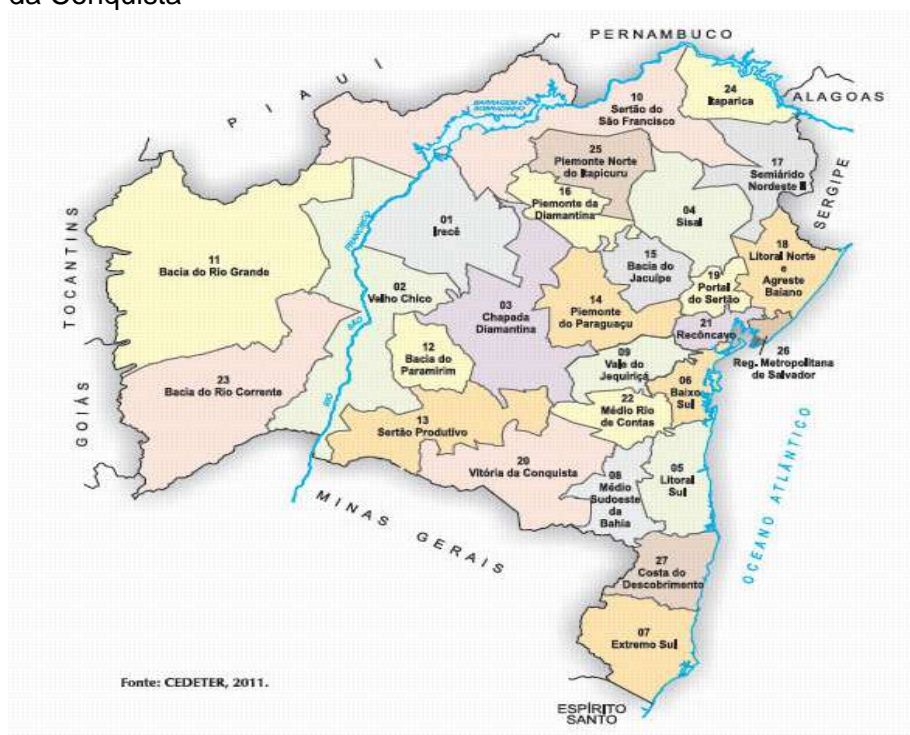 da Conquista
PERNAMBUCO
PIAUI
ALAGOAS
SERGIPE
TOCANTINS
GOIÁS
MINAS GERAIS
ESPÍRITO
SANTO
OCEANO ATLÂNTICO
BARRAGEM DO
SOBRADINHO
RIO
SÃO
FRANCISCO
24
Itaparica
10
Sertão do
São Francisco
25
Piemonte Norte
do Itapicuru
17
Semiárido
Nordeste II
16
Piemonte da
Diamantina
04
Sisal
01
Irecê
11
Bacia do Rio Grande
15
Bacia do
Jacuípe
18
Litoral Norte
e
Agreste
Baiano
19
Portal
do Sertão
02
Velho Chico
03
Chapada
Diamantina
14
Piemonte
do Paraguaçu
21
Recôncavo
26
Reg. Metropolitana
de Salvador
12
Bacia do
Paramirim
09
Vale do
Jequiriçá
06
Baixo
Sul
23
Bacia do Rio Corrente
22
Médio Rio
de Contas
13
Sertão Produtivo
20
Vitória da Conquista
08
Médio
Sudoeste
da
Bahia
05
Litoral
Sul
27
Costa do
Descobrimento
07
Extremo Sul
Fonte: CEDETER, 2011.